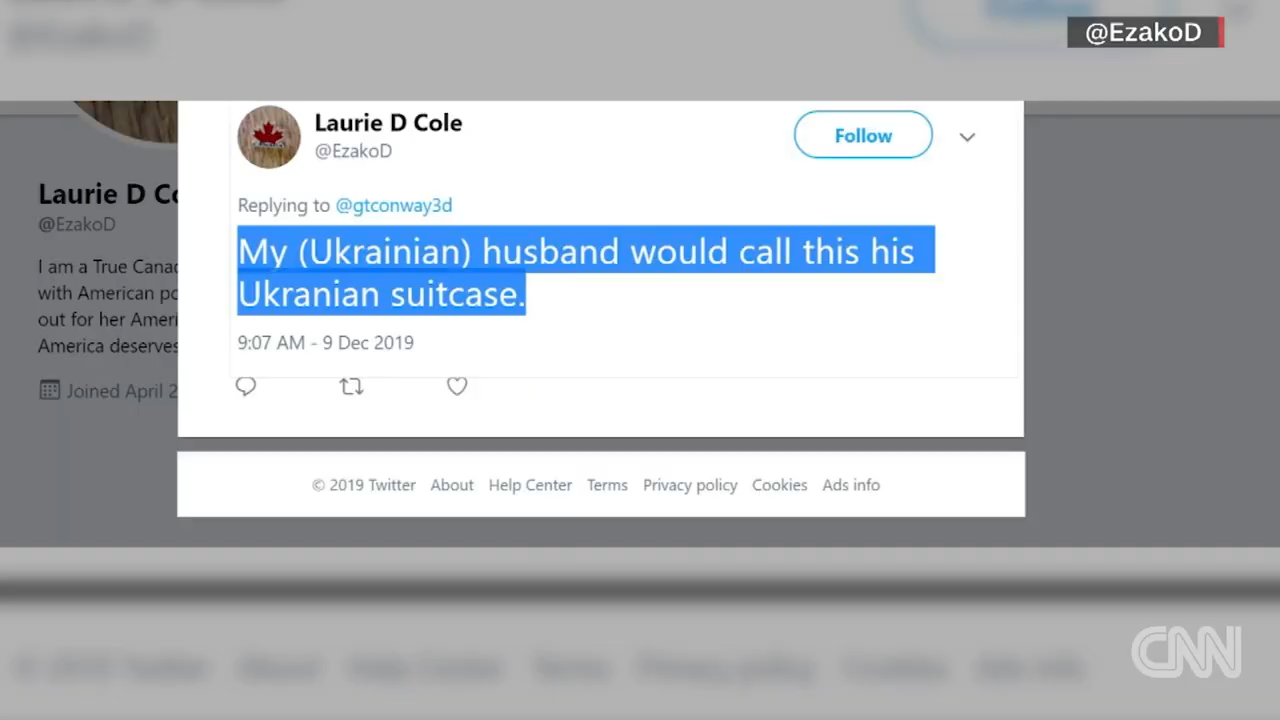 @EzakoD
Laurie D Cole
@EzakoD
Follow
Replying to @gtconway3d
My (Ukrainian) husband would call this his
Ukranian suitcase.
9:07 AM - 9 Dec 2019
Laurie D Co
@EzakoD
I am a True Canad
with American po
out for her Ameri
America deserves
Joined April 2
© 2019 Twitter About Help Center Terms Privacy policy Cookies Ads info
CNN